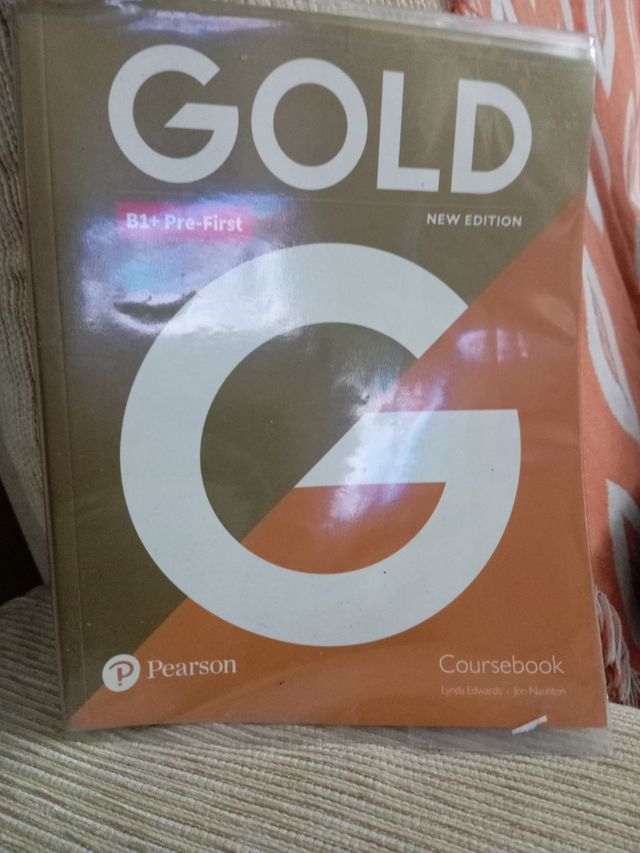 GOLD
B1+ Pre-First
NEW EDITION
G
Pearson
Coursebook
Lynda Edwards • Jon Naunton